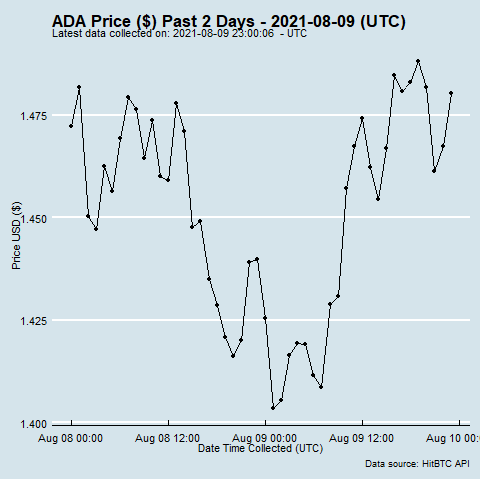 ADA Price ($) Past 2 Days - 2021-08-09 (UTC)
Latest data collected on: 2021-08-09 23:00:06  - UTC
1.475
1.450
1.425
1.400
Price USD ($)
Aug 08 00:00 Aug 08 12:00 Aug 09 00:00 Aug 09 12:00 Aug 10 00:
Date Time Collected (UTC)
Data source: HitBTC API